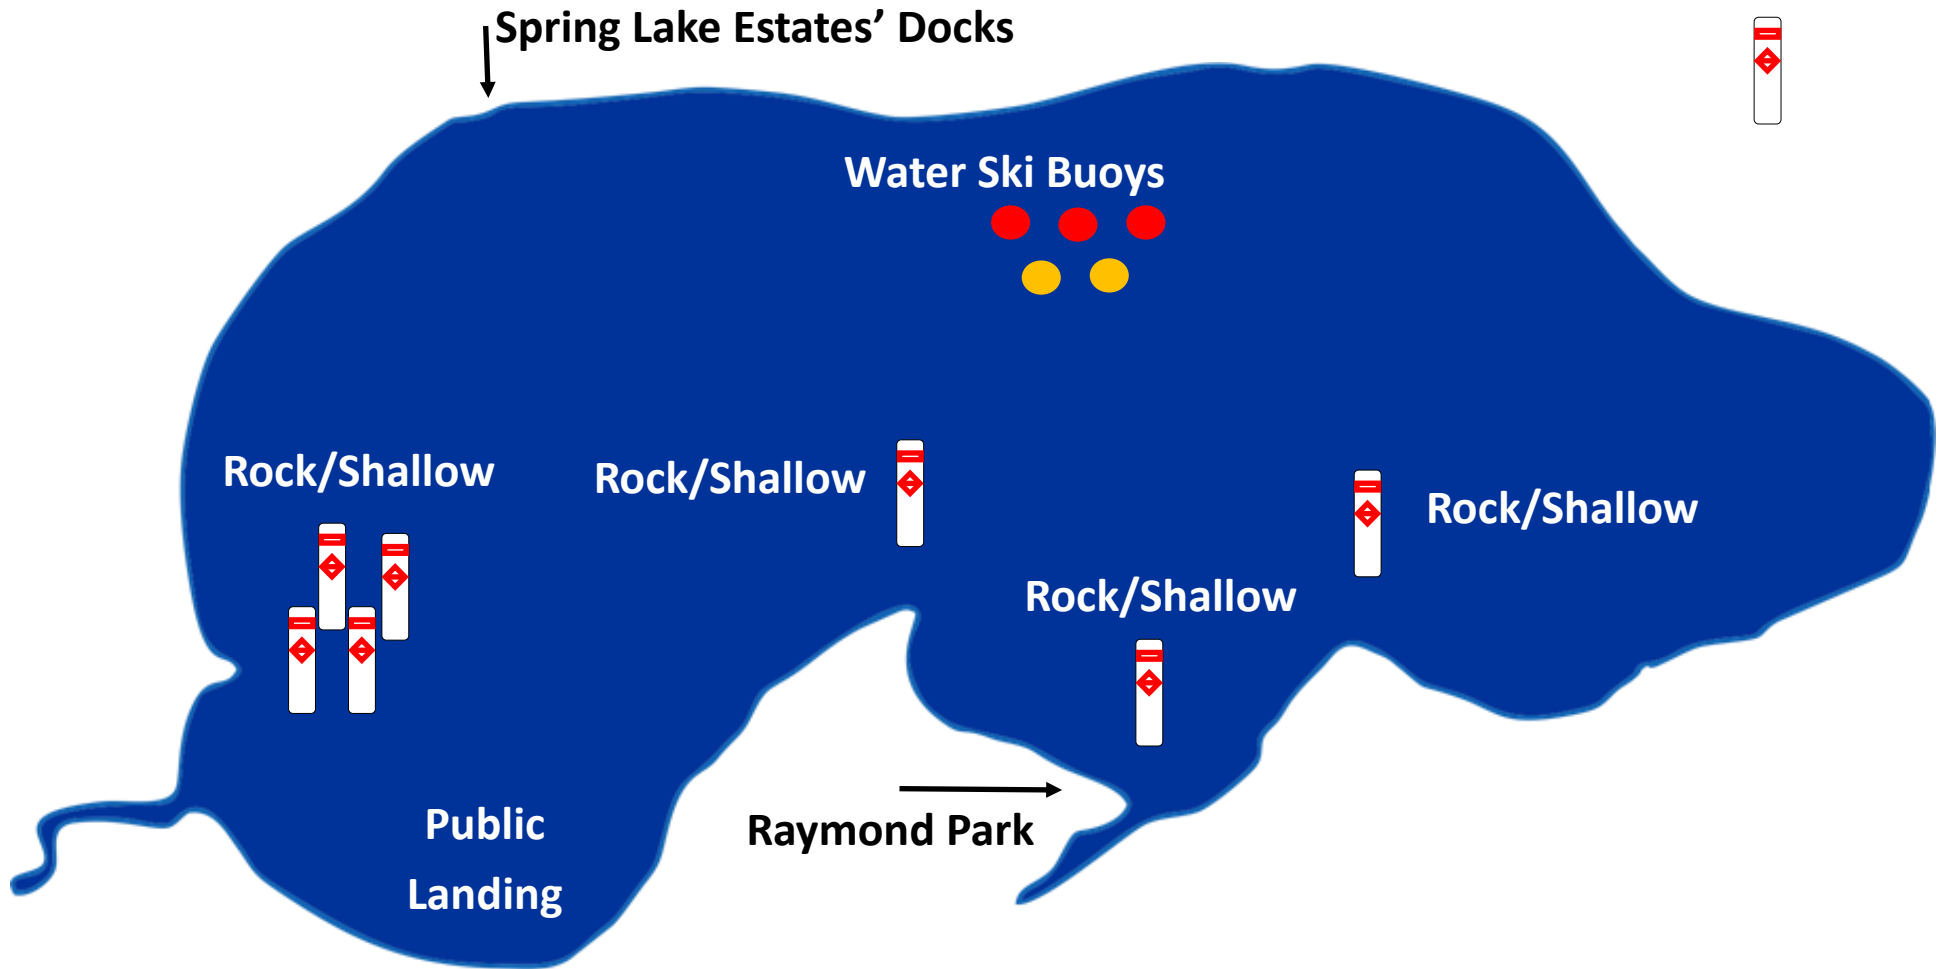 Spring Lake Estates’ Docks
Water Ski Buoys
Rock/Shallow
Rock/Shallow
Rock/Shallow
Rock/Shallow
Public
Landing
Raymond Park